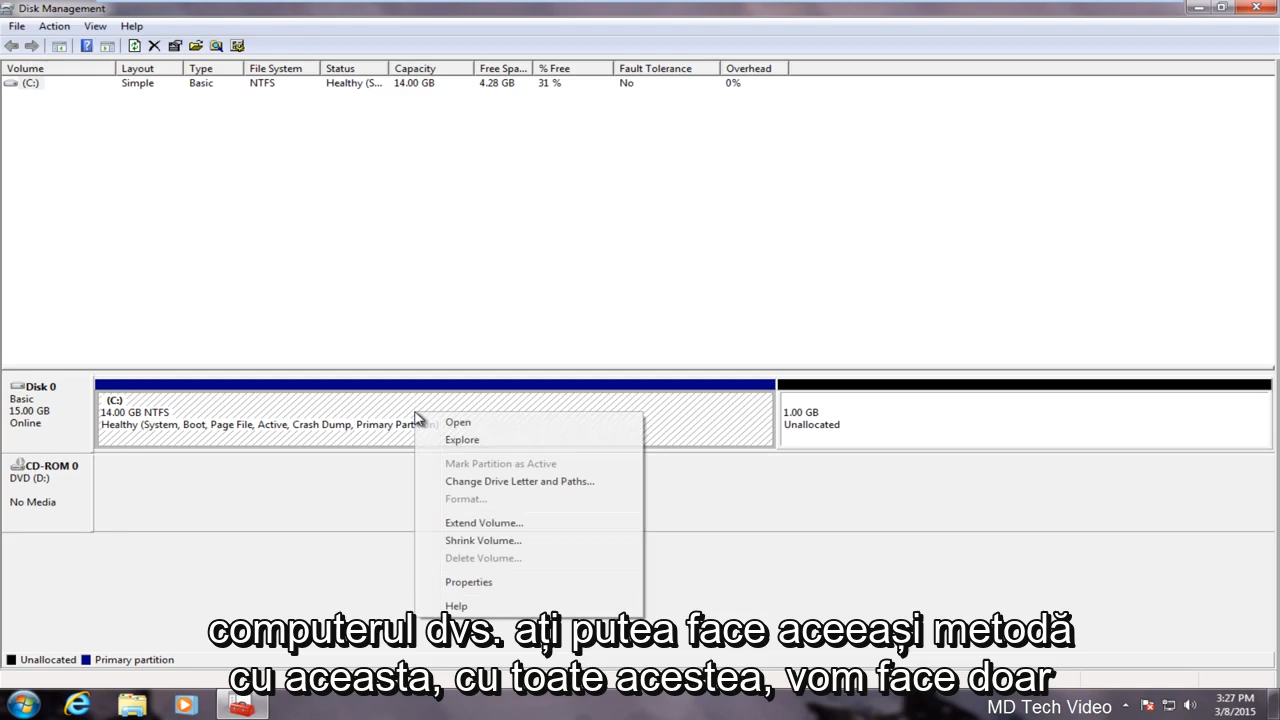 Disk Management
File Action View Help
Volume Layout Type File System Status Capacity Free Spa... % Free Fault Tolerance Overhead
(C:) Simple Basic NTFS Healthy (S... 14.00 GB 4.28 GB 31 % No 0%
Disk 0
Basic
15.00 GB
Online
(C:)
14.00 GB NTFS
Healthy (System, Boot, Page File, Active, Crash Dump, Primary Partition)
1.00 GB
Unallocated
Open
Explore
Mark Partition as Active
Change Drive Letter and Paths...
Format...
Extend Volume...
Shrink Volume...
Delete Volume...
Properties
Help
CD-ROM 0
DVD (D:)
No Media
computerul dvs. ați putea face aceeași metodă
cu aceasta, cu toate acestea, vom face doar
Unallocated Primary partition
MD Tech Video
3:27 PM
3/8/2015